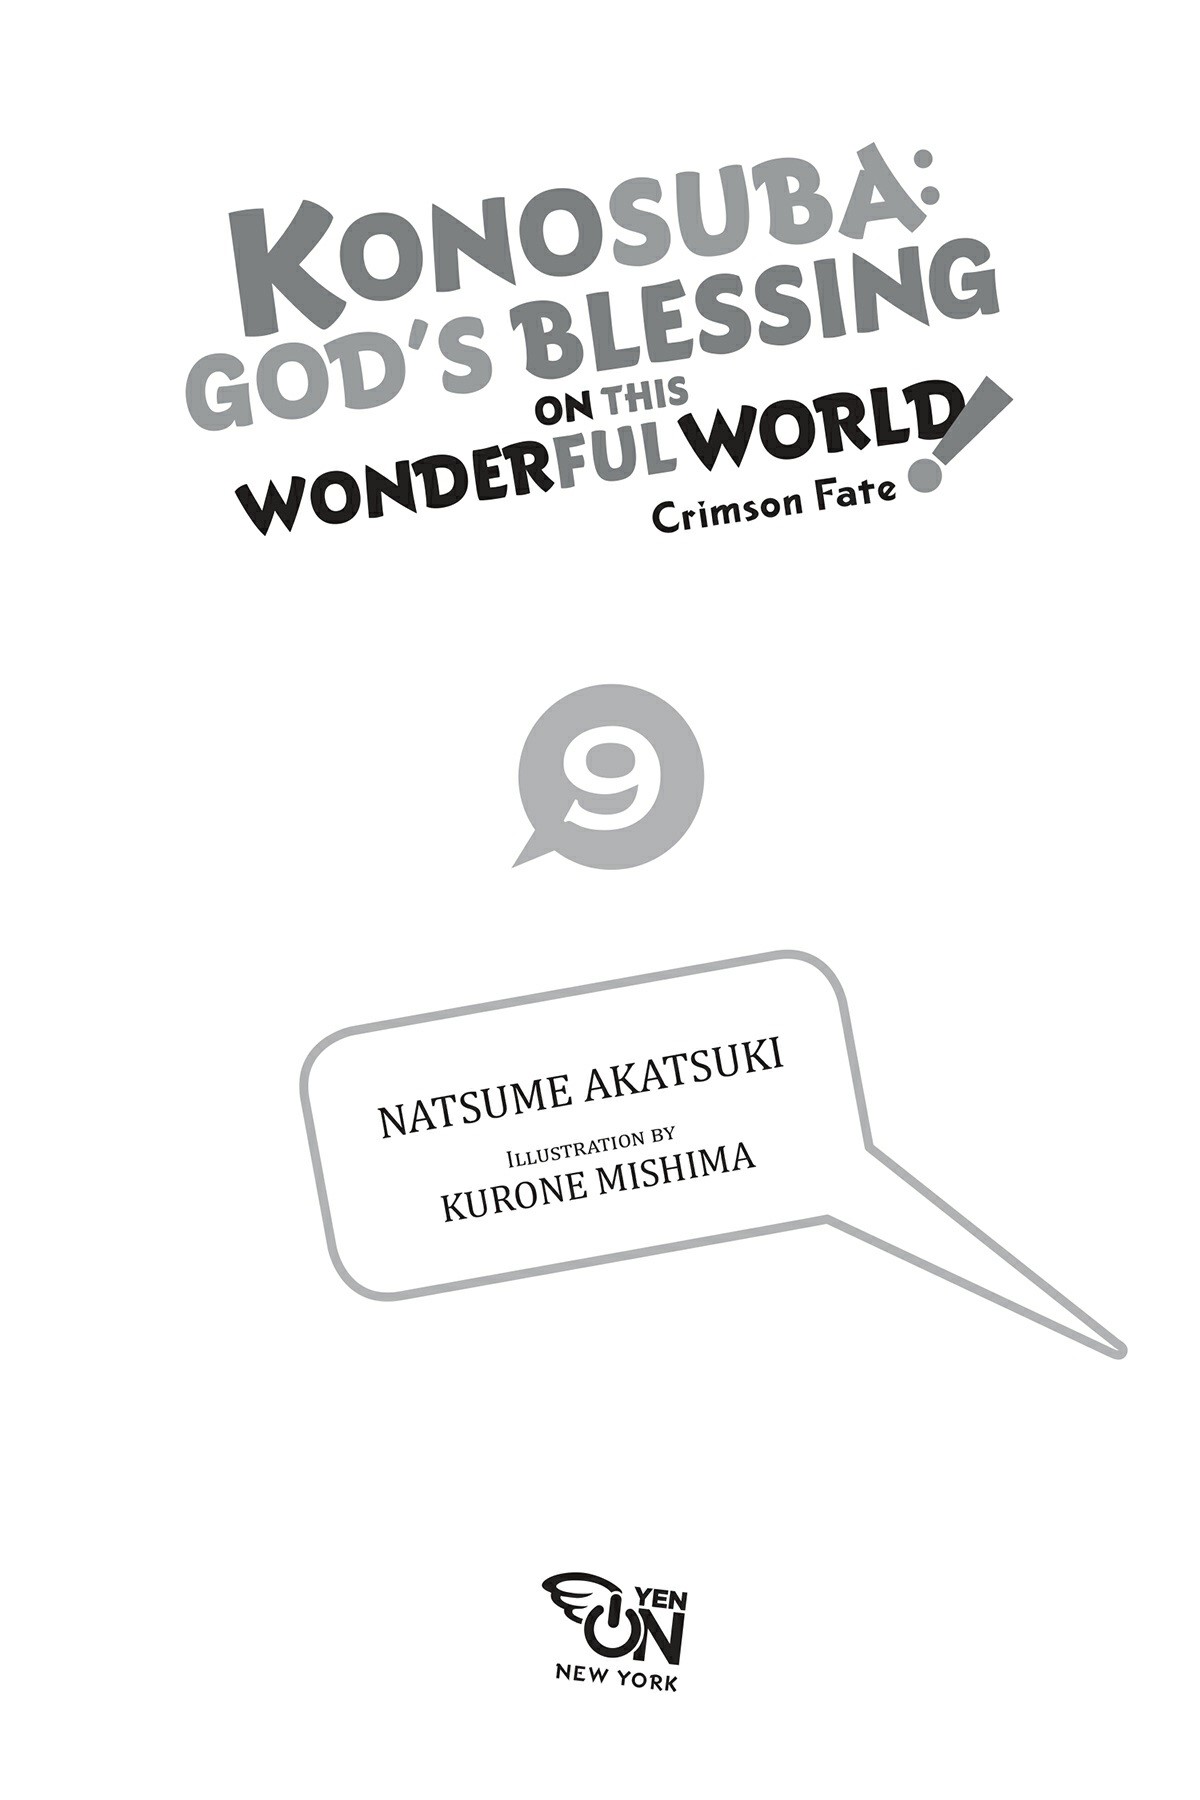 KONOSUBA:
GOD'S BLESSING
ON THIS
WONDERFUL WORLD!
Crimson Fate
9
NATSUME AKATSUKI
ILLUSTRATION BY
KURONE MISHIMA
YEN
ON
NEW YORK